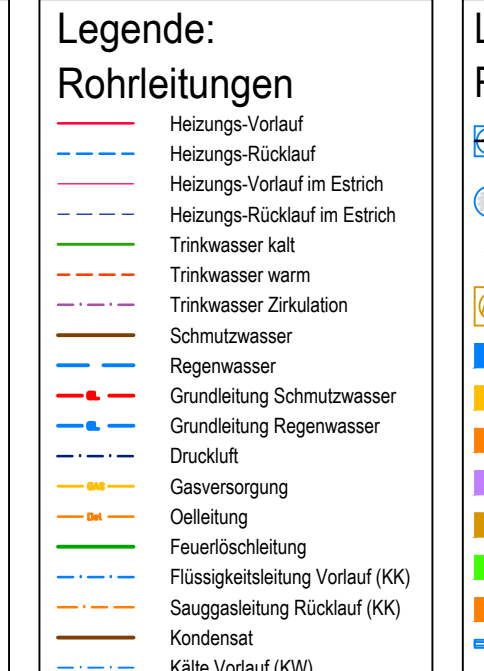 Legende:
Rohrleitungen
Heizungs-Vorlauf
Heizungs-Rücklauf
Heizungs-Vorlauf im Estrich
Heizungs-Rücklauf im Estrich
Trinkwasser kalt
Trinkwasser warm
Trinkwasser Zirkulation
Schmutzwasser
Regenwasser
GL Grundleitung Schmutzwasser
GL Grundleitung Regenwasser
Druckluft
GAS Gasversorgung
Oel Oelleitung
Feuerlöschleitung
Flüssigkeitsleitung Vorlauf (KK)
Sauggasleitung Rücklauf (KK)
Kondensat
Kälte Vorlauf (KW)